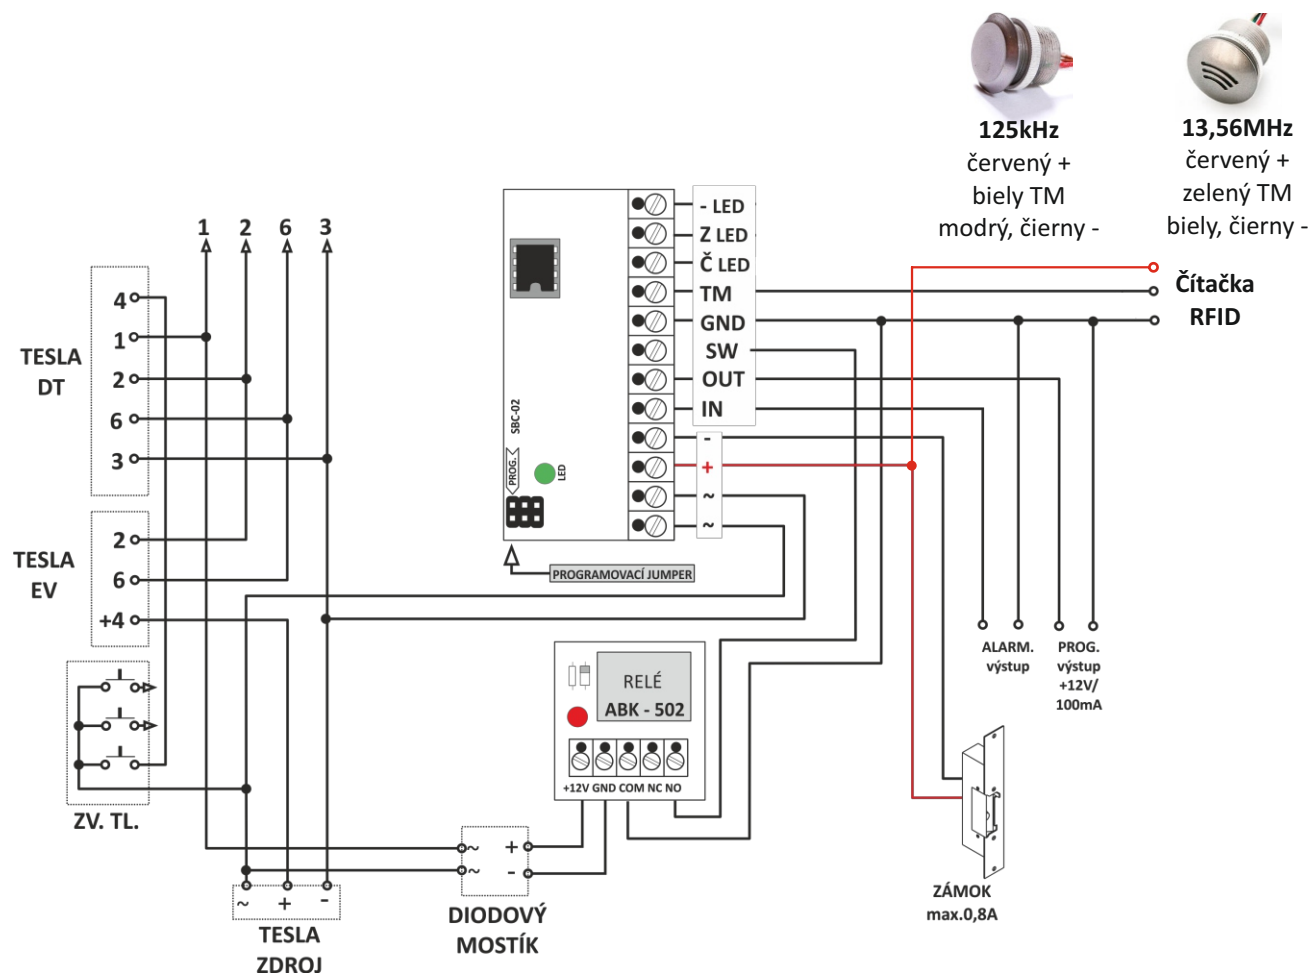 125kHz
červený +
biely TM
modrý, čierny -
13,56MHz
červený +
zelený TM
biely, čierny -
Čítačka
RFID
1 2 6 3
TESLA
DT
4
1
2
6
3
TESLA
EV
2
6
+4
ZV. TL.
~ + -
TESLA
ZDROJ
SBC-02
PROG.
LED
PROGRAMOVACÍ JUMPER
- LED
Z LED
Č LED
TM
GND
SW
OUT
IN
-
+
~
~
RELÉ
ABK - 502
+12V GND COM NC NO
~ +
~ -
DIODOVÝ
MOSTÍK
ALARM.
výstup
PROG.
výstup
+12V/
100mA
ZÁMOK
max.0,8A